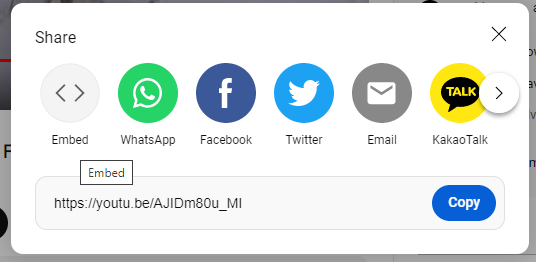 Share
TALK
Embed
WhatsApp
Facebook
Twitter
Email
KakaoTalk
Embed
https://youtu.be/AJIDm80u_MI
Copy